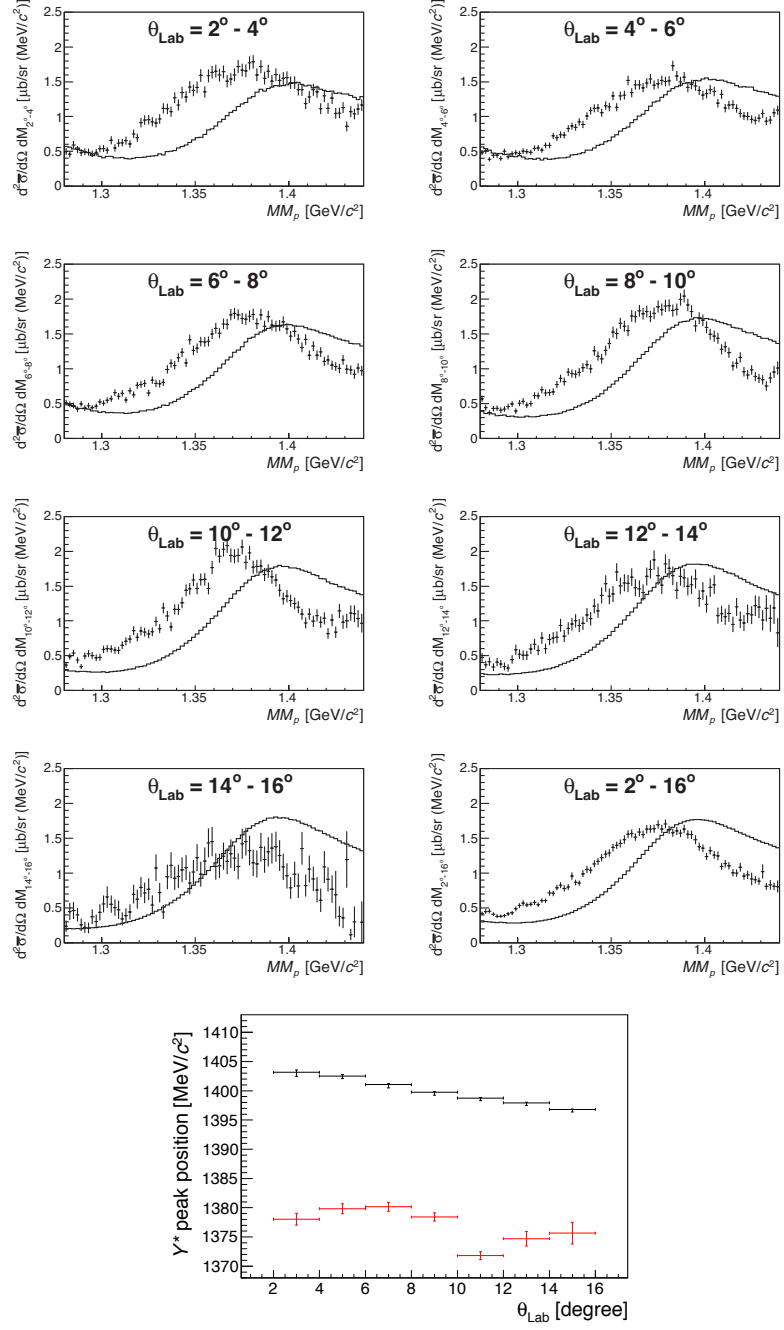 θLab = 2° - 4°
d²σ̅/dΩ dM2°-4° [μb/sr (MeV/c²)]
2.5
2
1.5
1
0.5
0
1.3 1.35 1.4
MMp [GeV/c²]
θLab = 4° - 6°
d²σ̅/dΩ dM4°-6° [μb/sr (MeV/c²)]
2.5
2
1.5
1
0.5
0
1.3 1.35 1.4
MMp [GeV/c²]
θLab = 6° - 8°
d²σ̅/dΩ dM6°-8° [μb/sr (MeV/c²)]
2.5
2
1.5
1
0.5
0
1.3 1.35 1.4
MMp [GeV/c²]
θLab = 8° - 10°
d²σ̅/dΩ dM8°-10° [μb/sr (MeV/c²)]
2.5
2
1.5
1
0.5
0
1.3 1.35 1.4
MMp [GeV/c²]
θLab = 10° - 12°
d²σ̅/dΩ dM10°-12° [μb/sr (MeV/c²)]
2.5
2
1.5
1
0.5
0
1.3 1.35 1.4
MMp [GeV/c²]
θLab = 12° - 14°
d²σ̅/dΩ dM12°-14° [μb/sr (MeV/c²)]
2.5
2
1.5
1
0.5
0
1.3 1.35 1.4
MMp [GeV/c²]
θLab = 14° - 16°
d²σ̅/dΩ dM14°-16° [μb/sr (MeV/c²)]
2.5
2
1.5
1
0.5
0
1.3 1.35 1.4
MMp [GeV/c²]
θLab = 2° - 16°
d²σ̅/dΩ dM2°-16° [μb/sr (MeV/c²)]
2.5
2
1.5
1
0.5
0
1.3 1.35 1.4
MMp [GeV/c²]
Y* peak position [MeV/c²]
1410
1405
1400
1395
1390
1385
1380
1375
1370
2 4 6 8 10 12 14 16
θLab [degree]